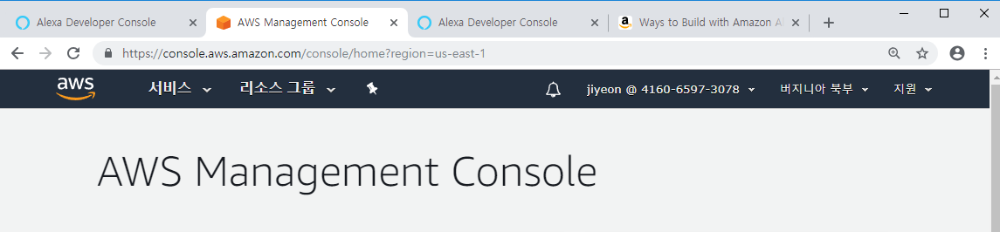 Alexa Developer Console
AWS Management Console
Alexa Developer Console
Ways to Build with Amazon
https://console.aws.amazon.com/console/home?region=us-east-1
aws
서비스
리소스 그룹
jiyeon @ 4160-6597-3078
버지니아 북부
지원
AWS Management Console